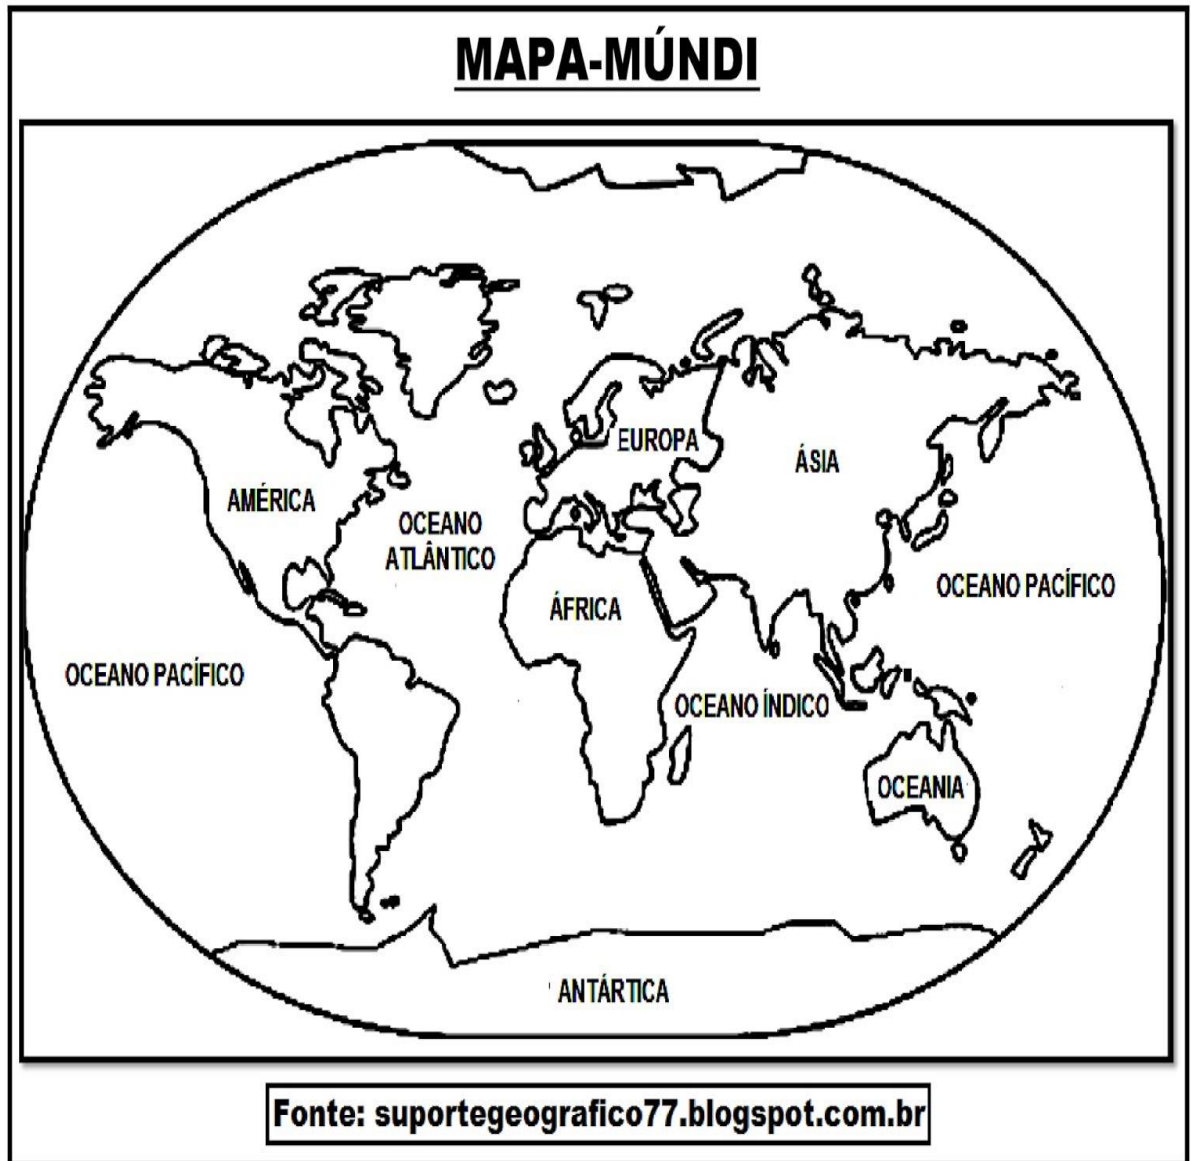 MAPA-MÚNDI
EUROPA
ÁSIA
AMÉRICA
OCEANO
ATLÂNTICO
OCEANO PACÍFICO
ÁFRICA
OCEANO PACÍFICO
OCEANO ÍNDICO
OCEANIA
ANTÁRTICA
Fonte: suportegeografico77.blogspot.com.br